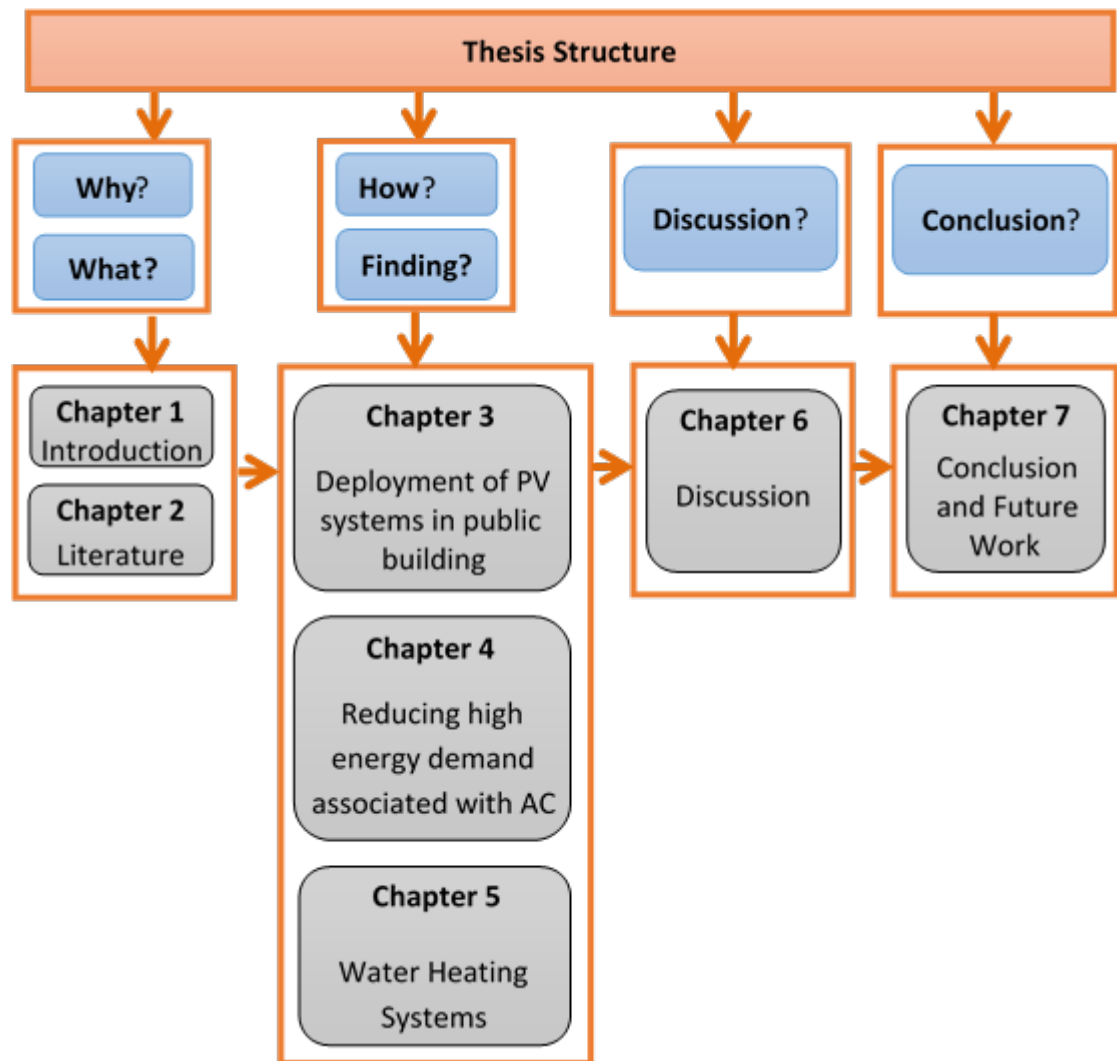 Thesis Structure
Why?
What?
How?
Finding?
Discussion?
Conclusion?
Chapter 1
Introduction
Chapter 2
Literature
Chapter 3
Deployment of PV
systems in public
building
Chapter 4
Reducing high
energy demand
associated with AC
Chapter 5
Water Heating
Systems
Chapter 6
Discussion
Chapter 7
Conclusion
and Future
Work